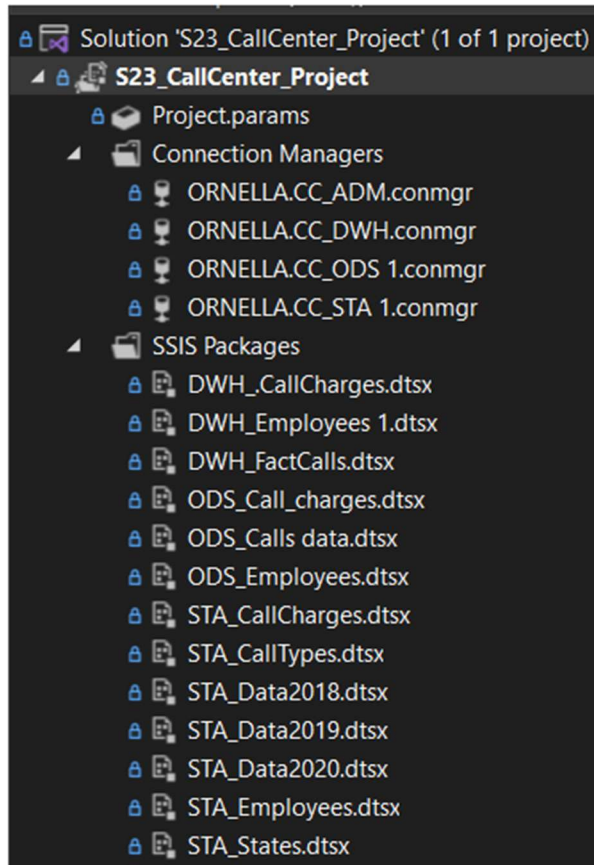 Solution 'S23_CallCenter_Project' (1 of 1 project)
S23_CallCenter_Project
Project.params
Connection Managers
ORNELLA.CC_ADM.conmgr
ORNELLA.CC_DWH.conmgr
ORNELLA.CC_ODS 1.conmgr
ORNELLA.CC_STA 1.conmgr
SSIS Packages
DWH_.CallCharges.dtsx
DWH_Employees 1.dtsx
DWH_FactCalls.dtsx
ODS_Call_charges.dtsx
ODS_Calls data.dtsx
ODS_Employees.dtsx
STA_CallCharges.dtsx
STA_CallTypes.dtsx
STA_Data2018.dtsx
STA_Data2019.dtsx
STA_Data2020.dtsx
STA_Employees.dtsx
STA_States.dtsx